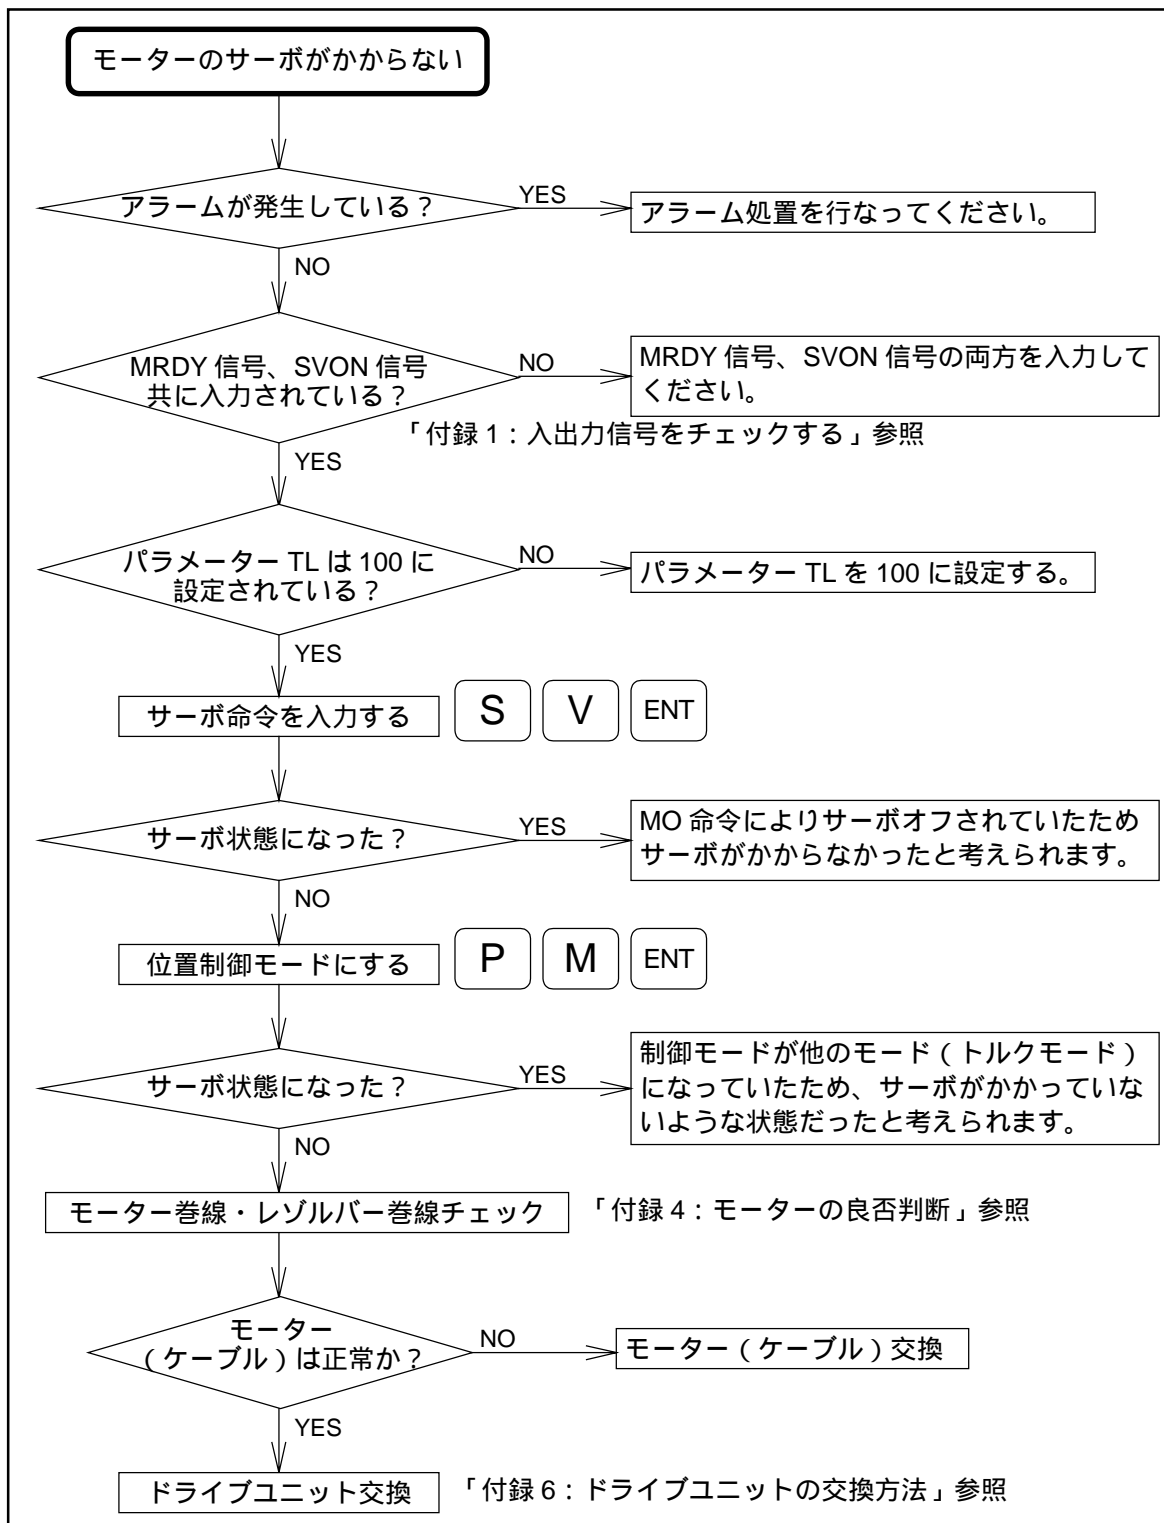 モーターのサーボがかからない
アラームが発生している？
YES
アラーム処置を行なってください。
NO
MRDY 信号、SVON 信号
共に入力されている？
NO
MRDY 信号、SVON 信号の両方を入力して
ください。
「付録 1：入出力信号をチェックする」参照
YES
パラメーター TL は 100 に
設定されている？
NO
パラメーター TL を 100 に設定する。
YES
サーボ命令を入力する
S V ENT
サーボ状態になった？
YES
MO 命令によりサーボオフされていたため
サーボがかからなかったと考えられます。
NO
位置制御モードにする
P M ENT
サーボ状態になった？
YES
制御モードが他のモード（トルクモード）
になっていたため、サーボがかかっていな
いような状態だったと考えられます。
NO
モーター巻線・レゾルバー巻線チェック
「付録 4：モーターの良否判断」参照
モーター
（ケーブル）は正常か？
NO
モーター（ケーブル）交換
YES
ドライブユニット交換
「付録 6：ドライブユニットの交換方法」参照